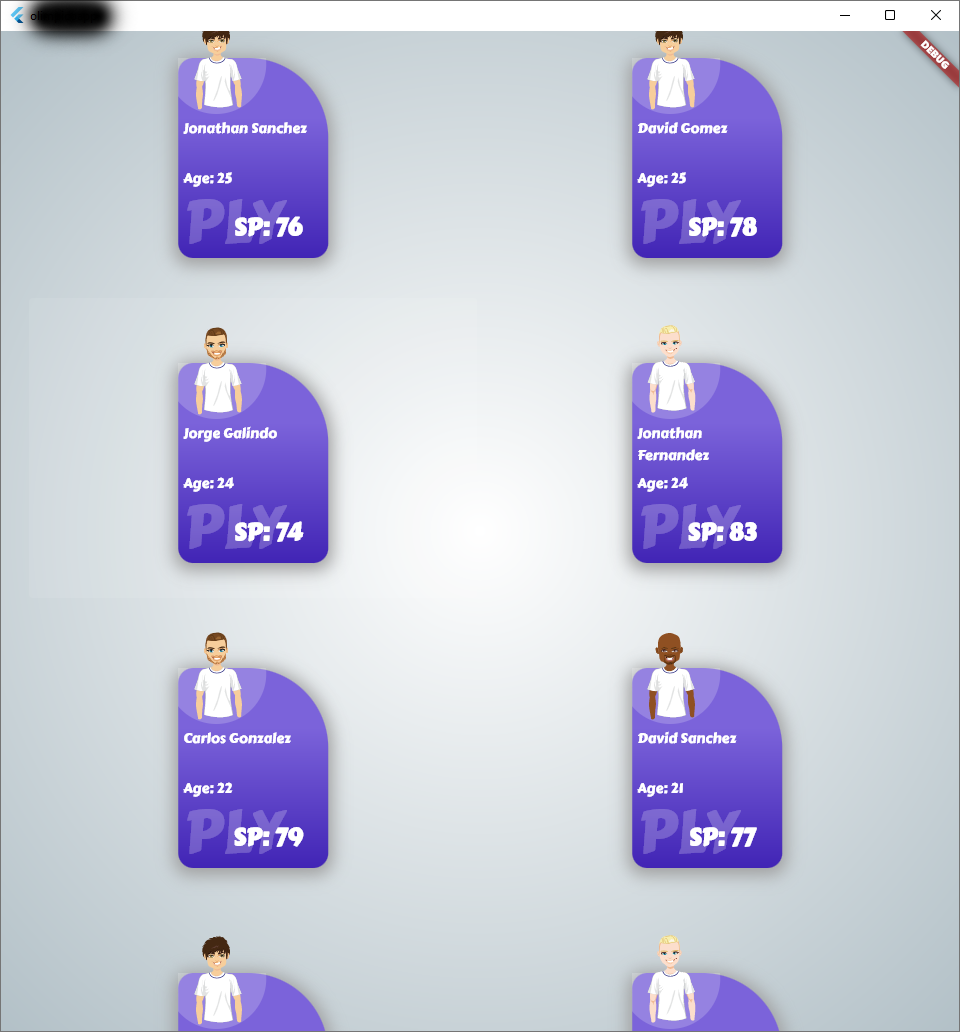 DEBUG
Jonathan Sanchez
Age: 25
PLY
SP: 76
David Gomez
Age: 25
PLY
SP: 78
Jorge Galindo
Age: 24
PLY
SP: 74
Jonathan
Fernandez
Age: 24
PLY
SP: 83
Carlos Gonzalez
Age: 22
PLY
SP: 79
David Sanchez
Age: 21
PLY
SP: 77